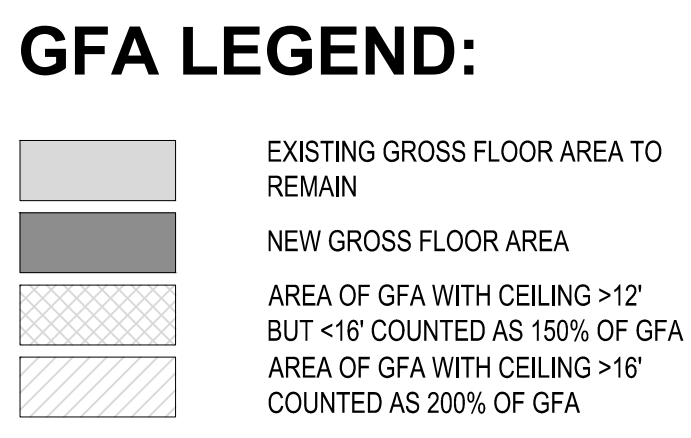 GFA LEGEND:
EXISTING GROSS FLOOR AREA TO
REMAIN
NEW GROSS FLOOR AREA
AREA OF GFA WITH CEILING >12'
BUT <16' COUNTED AS 150% OF GFA
AREA OF GFA WITH CEILING >16'
COUNTED AS 200% OF GFA